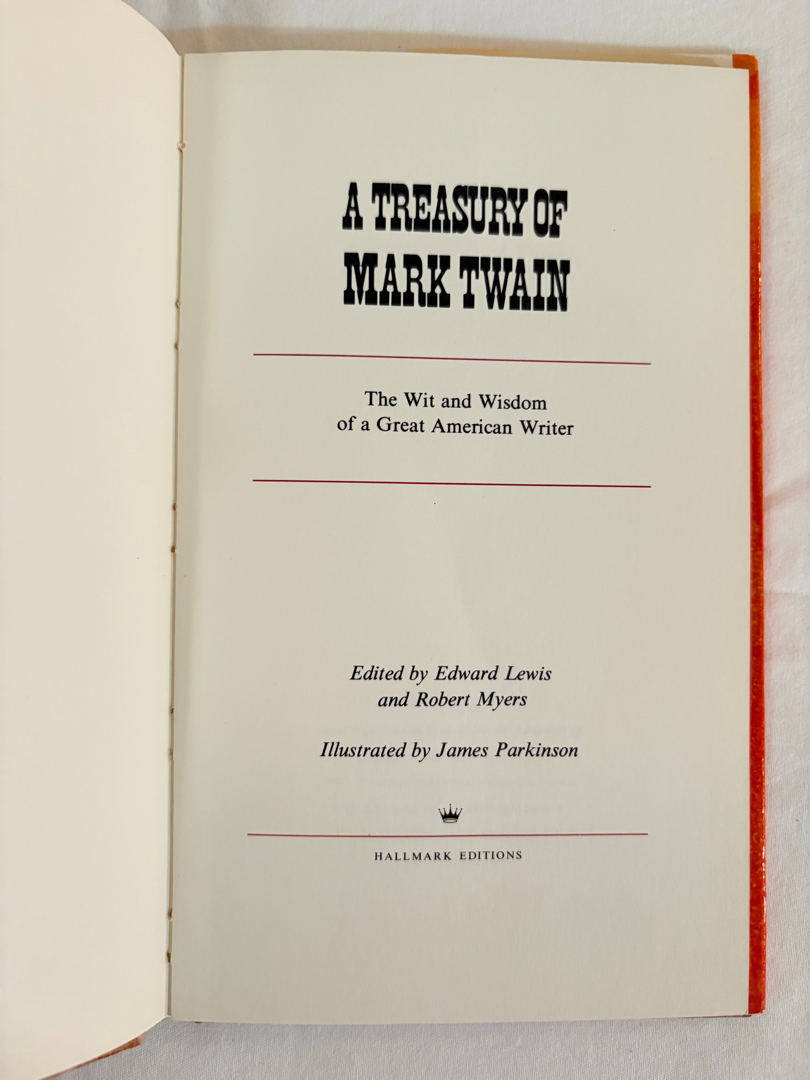 A TREASURY OF
MARK TWAIN
The Wit and Wisdom
of a Great American Writer
Edited by Edward Lewis
and Robert Myers
Illustrated by James Parkinson
HALLMARK EDITIONS